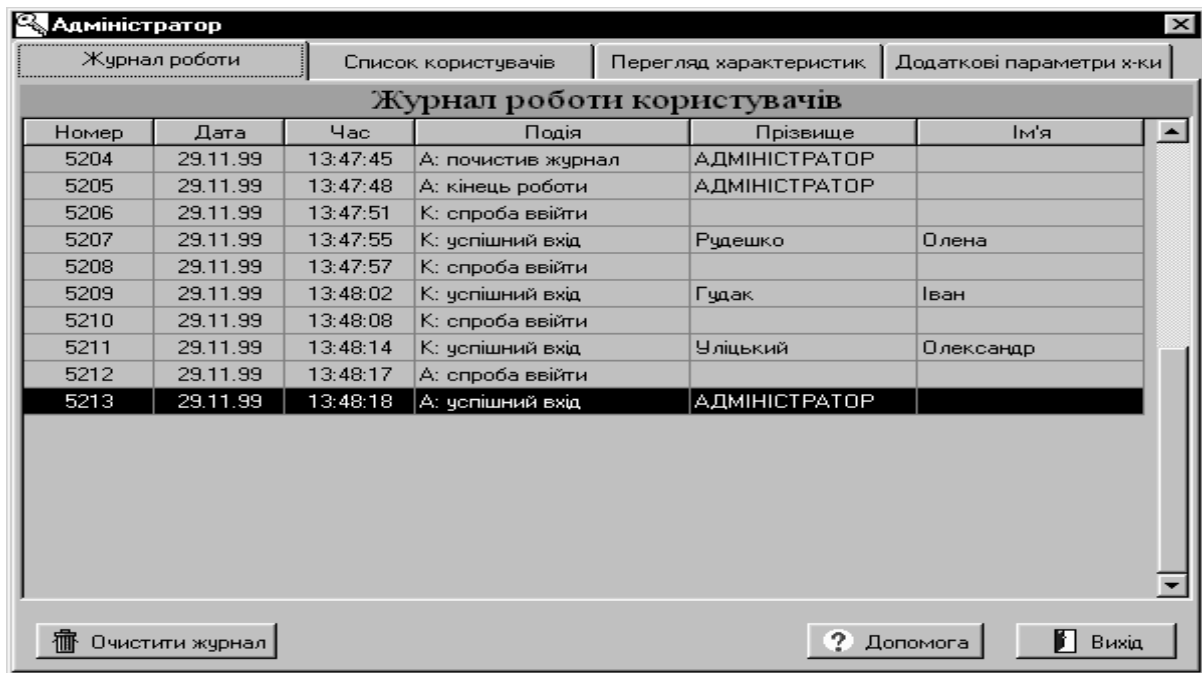 Адміністратор
Журнал роботи Список користувачів Перегляд характеристик Додаткові параметри х-ки
Журнал роботи користувачів
Номер Дата Час Подія Прізвище Ім'я
5204 29.11.99 13:47:45 А: почистив журнал АДМІНІСТРАТОР
5205 29.11.99 13:47:48 А: кінець роботи АДМІНІСТРАТОР
5206 29.11.99 13:47:51 К: спроба ввійти
5207 29.11.99 13:47:55 К: успішний вхід Рудешко Олена
5208 29.11.99 13:47:57 К: спроба ввійти
5209 29.11.99 13:48:02 К: успішний вхід Гудак Іван
5210 29.11.99 13:48:08 К: спроба ввійти
5211 29.11.99 13:48:14 К: успішний вхід Уліцький Олександр
5212 29.11.99 13:48:17 А: спроба ввійти
5213 29.11.99 13:48:18 А: успішний вхід АДМІНІСТРАТОР
Очистити журнал ? Допомога Вихід